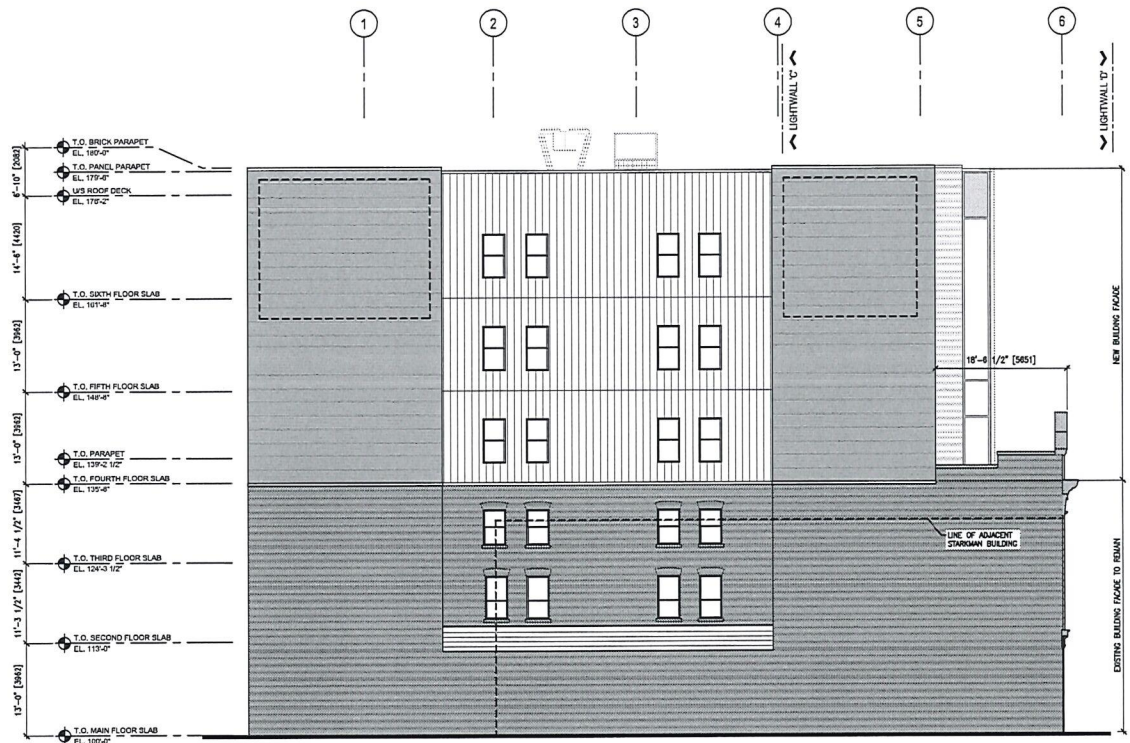 1
2
3
4
5
6
LIGHTWALL 'C'
LIGHTWALL 'D'
T.O. BRICK PARAPET
EL. 180'-0"
T.O. PANEL PARAPET
EL. 179'-6"
U/S ROOF DECK
EL. 176'-2"
T.O. SIXTH FLOOR SLAB
EL. 161'-6"
T.O. FIFTH FLOOR SLAB
EL. 148'-6"
T.O. PARAPET
EL. 139'-2 1/2"
T.O. FOURTH FLOOR SLAB
EL. 135'-6"
T.O. THIRD FLOOR SLAB
EL. 124'-3 1/2"
T.O. SECOND FLOOR SLAB
EL. 113'-0"
T.O. MAIN FLOOR SLAB
EL. 100'-0"
6'-10" [2082]
14'-6" [4420]
13'-0" [3962]
13'-0" [3962]
11'-4 1/2" [3467]
11'-3 1/2" [3442]
13'-0" [3962]
18'-6 1/2" [5651]
NEW BUILDING FACADE
LINE OF ADJACENT
STARKMAN BUILDING
EXISTING BUILDING FACADE TO REMAIN